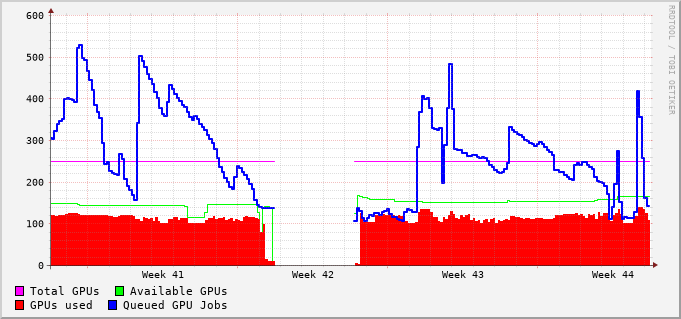 600
500
400
300
200
100
0
Week 41 Week 42 Week 43 Week 44
Total GPUs Available GPUs
GPUs used Queued GPU Jobs
RRDTOOL / TOBI OETIKER